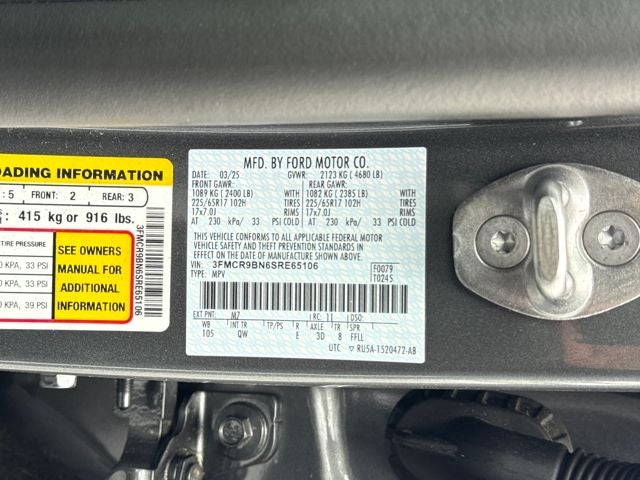 OADING INFORMATION
: 5 FRONT: 2 REAR: 3
: 415 kg or 916 lbs.
TIRE PRESSURE
0 KPA, 33 PSI
0 KPA, 33 PSI
0 KPA, 39 PSI
SEE OWNERS
MANUAL FOR
ADDITIONAL
INFORMATION
3FMCR9BN6SRE65106
MFD. BY FORD MOTOR CO.
DATE: 03/25 GVWR: 2123 KG ( 4680 LB)
FRONT GAWR: REAR GAWR:
1089 KG ( 2400 LB) 1082 KG ( 2385 LB)
225/65R17 102H TIRES 225/65R17 102H TIRES
17x7.0J RIMS 17x7.0J RIMS
AT 230 kPa/ 33 PSI COLD AT 230 kPa/ 33 PSI COLD
THIS VEHICLE CONFORMS TO ALL APPLICABLE FEDERAL MOTOR
VEHICLE SAFETY AND THEFT PREVENTION STANDARDS IN
EFFECT ON THE DATE OF MANUFACTURE SHOWN ABOVE.
VIN: 3FMCR9BN6SRE65106 F0079
TYPE: MPV T0245
EXT PNT: M7 RC: 11 DSO:
WB INT TR TP/PS R AXLE TR SPR
105 QW E 3D 8 FFLL
UTC ▽ RU5A-1520472-AB